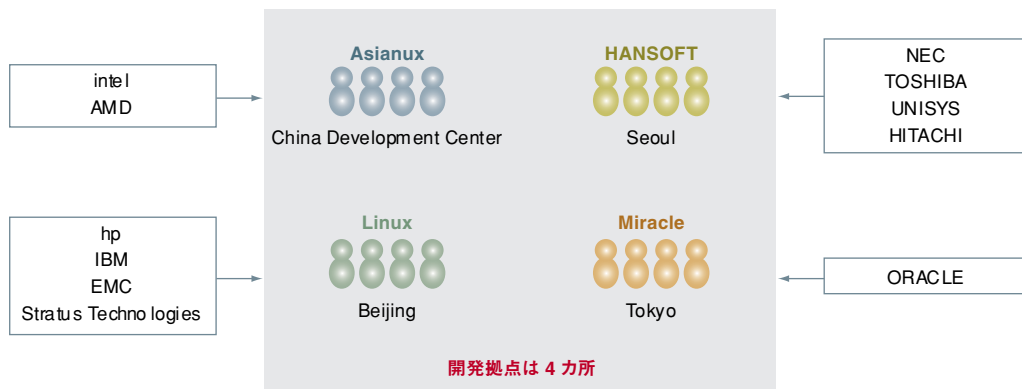 intel
AMD
hp
IBM
EMC
Stratus Technologies
Asianux
China Development Center
HANSOFT
Seoul
Linux
Beijing
Miracle
Tokyo
開発拠点は 4 カ所
NEC
TOSHIBA
UNISYS
HITACHI
ORACLE